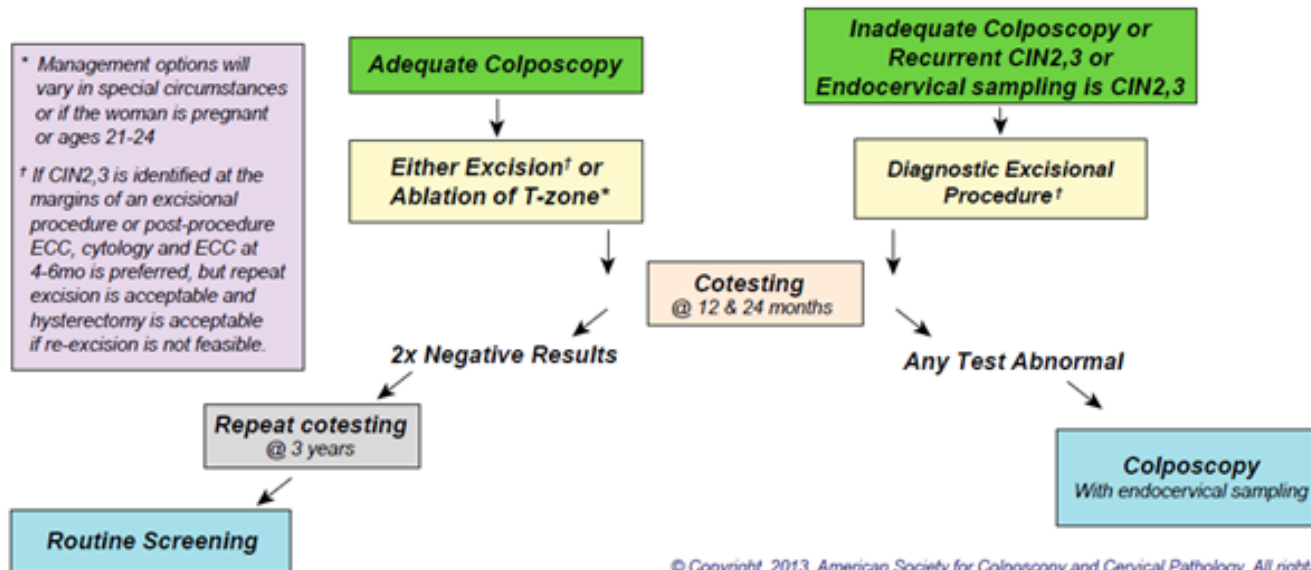 * Management options will
vary in special circumstances
or if the woman is pregnant
or ages 21-24
† If CIN2,3 is identified at the
margins of an excisional
procedure or post-procedure
ECC, cytology and ECC at
4-6mo is preferred, but repeat
excision is acceptable and
hysterectomy is acceptable
if re-excision is not feasible.
Adequate Colposcopy
Inadequate Colposcopy or
Recurrent CIN2,3 or
Endocervical sampling is CIN2,3
Either Excision† or
Ablation of T-zone*
Diagnostic Excisional
Procedure†
Cotesting
@ 12 & 24 months
2x Negative Results
Any Test Abnormal
Repeat cotesting
@ 3 years
Colposcopy
With endocervical sampling
Routine Screening
© Copyright, 2013, American Society for Colposcopy and Cervical Pathology. All right